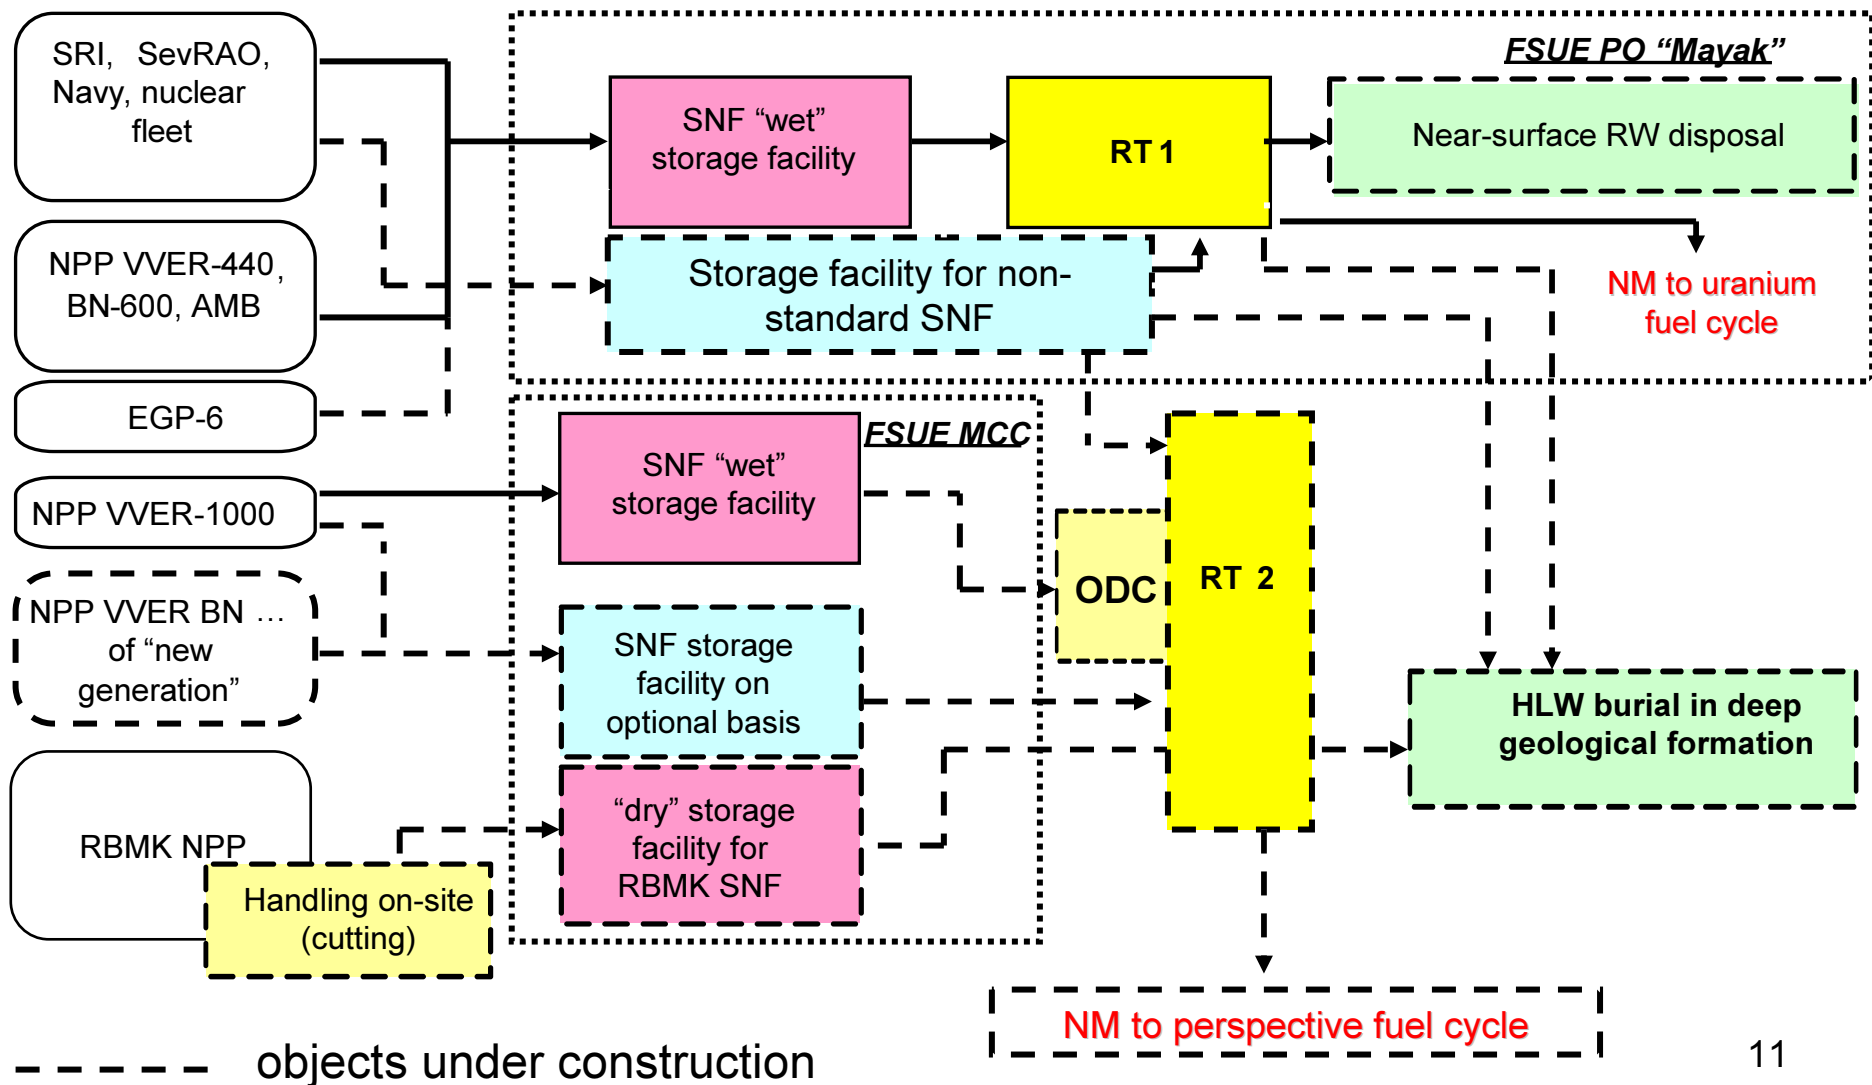 SRI, SevRAO,
Navy, nuclear
fleet
NPP VVER-440,
BN-600, AMB
EGP-6
NPP VVER-1000
NPP VVER BN …
of “new
generation”
RBMK NPP
Handling on-site
(cutting)
FSUE PO “Mayak”
SNF “wet”
storage facility
RT 1
Near-surface RW disposal
Storage facility for non-
standard SNF
NM to uranium
fuel cycle
FSUE MCC
SNF “wet”
storage facility
SNF storage
facility on
optional basis
“dry” storage
facility for
RBMK SNF
ODC
RT 2
HLW burial in deep
geological formation
NM to perspective fuel cycle
objects under construction
11